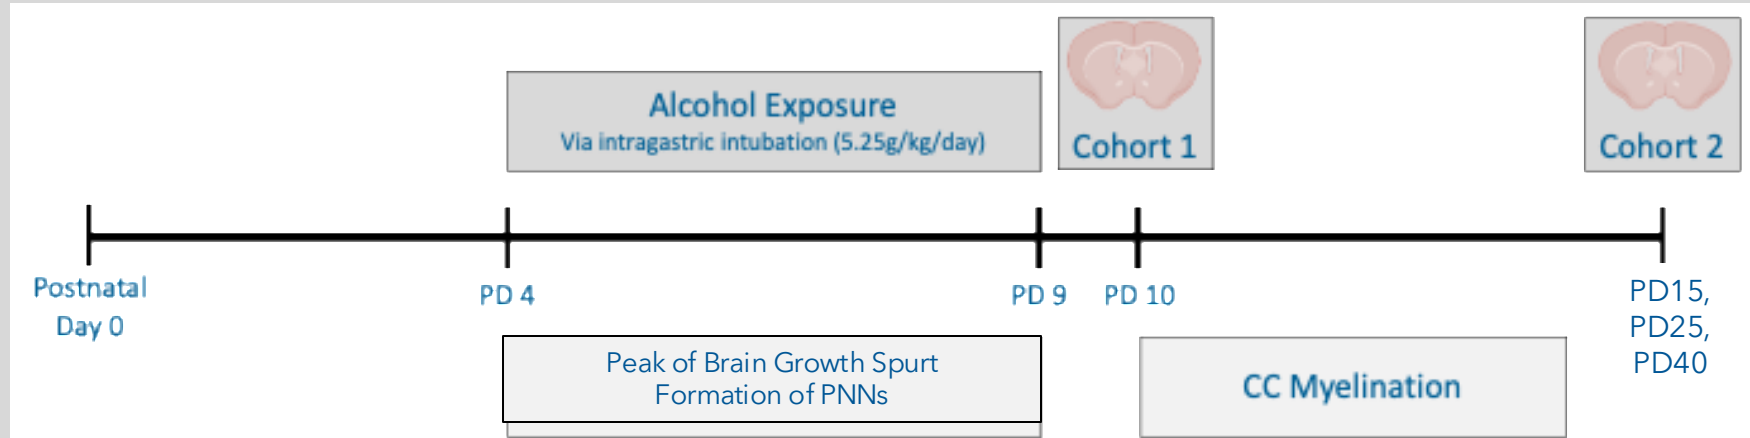 Alcohol Exposure
Via intragastric intubation (5.25g/kg/day)
Cohort 1
Cohort 2
Postnatal
Day 0
PD 4
PD 9
PD 10
PD15,
PD25,
PD40
Peak of Brain Growth Spurt
Formation of PNNs
CC Myelination